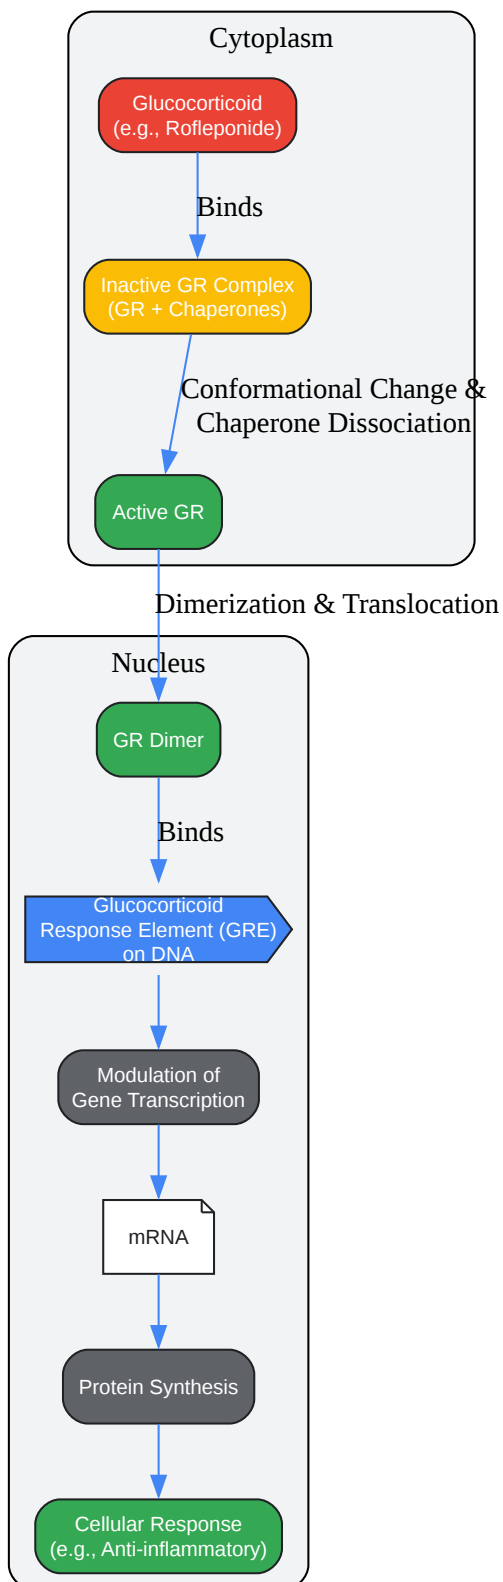 Cytoplasm
Glucocorticoid
(e.g., Rofleponide)
Binds
Inactive GR Complex
(GR + Chaperones)
Conformational Change &
Chaperone Dissociation
Active GR
Dimerization & Translocation
Nucleus
GR Dimer
Binds
Glucocorticoid
Response Element (GRE)
on DNA
Modulation of
Gene Transcription
mRNA
Protein Synthesis
Cellular Response
(e.g., Anti-inflammatory)